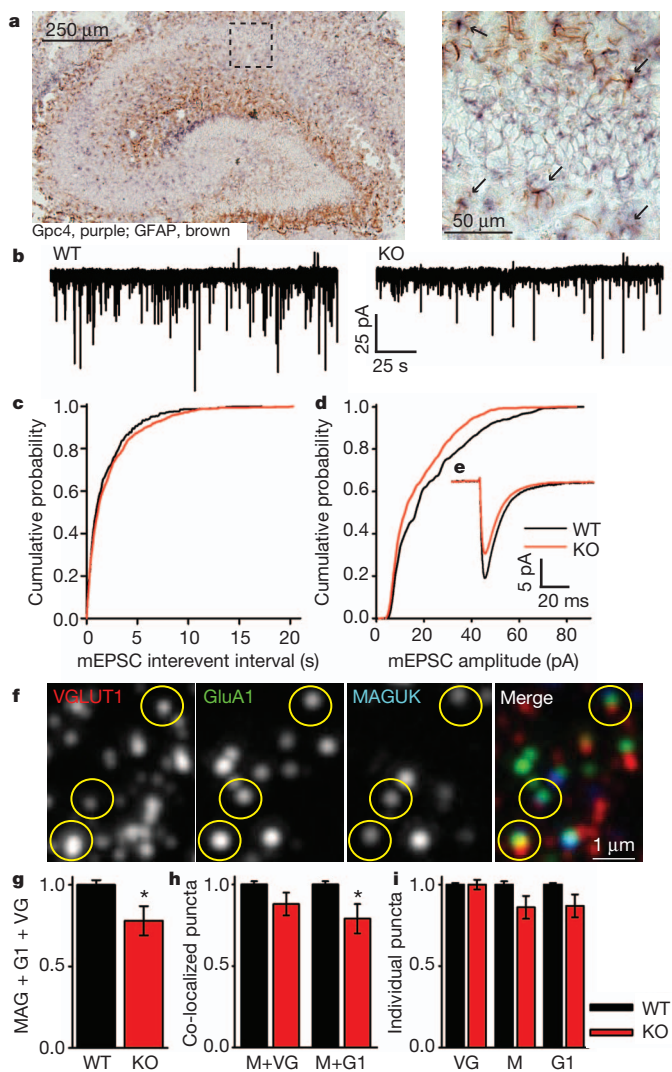 a
250 μm
50 μm
Gpc4, purple; GFAP, brown
b
WT
KO
25 pA
25 s
c
Cumulative probability
1.0
0.8
0.6
0.4
0.2
0.0
0 5 10 15 20
mEPSC interevent interval (s)
d
Cumulative probability
1.0
0.8
0.6
0.4
0.2
0.0
0 20 40 60 80
mEPSC amplitude (pA)
e
WT
KO
5 pA
20 ms
f
VGLUT1
GluA1
MAGUK
Merge
1 μm
g
MAG + G1 + VG
1.0
0.5
0
*
WT KO
h
Co-localized puncta
1.0
0.5
0
*
M+VG M+G1
i
Individual puncta
1.0
0.5
0
VG M G1
WT
KO